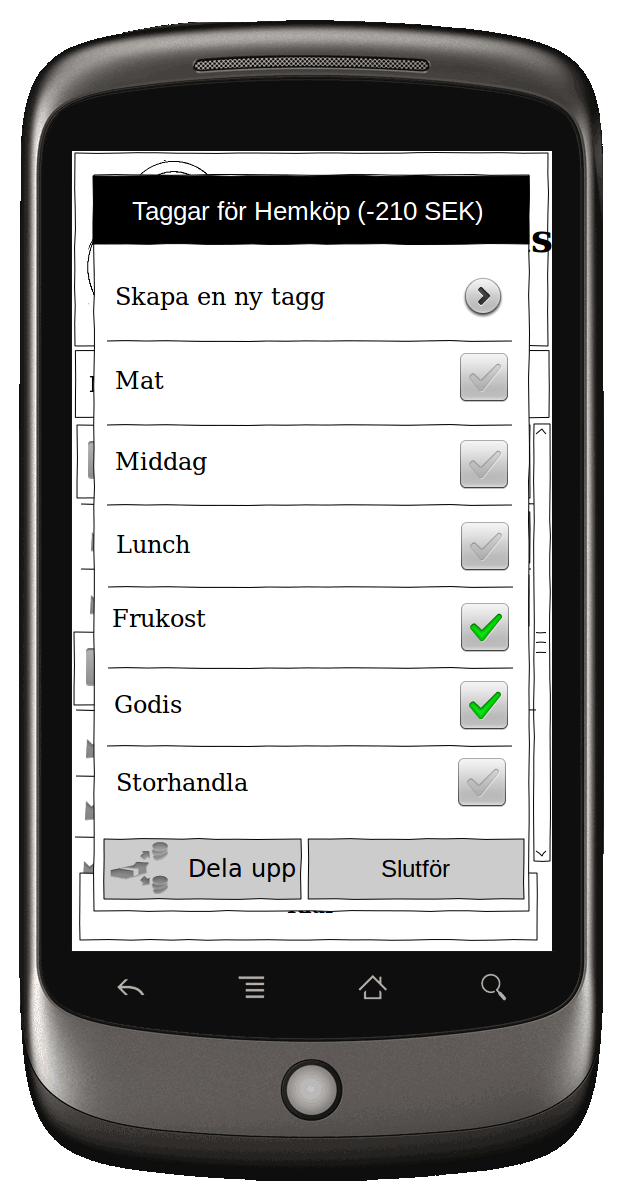 Taggar för Hemköp (-210 SEK)
Skapa en ny tagg
Mat
Middag
Lunch
Frukost
Godis
Storhandla
Dela upp
Slutför